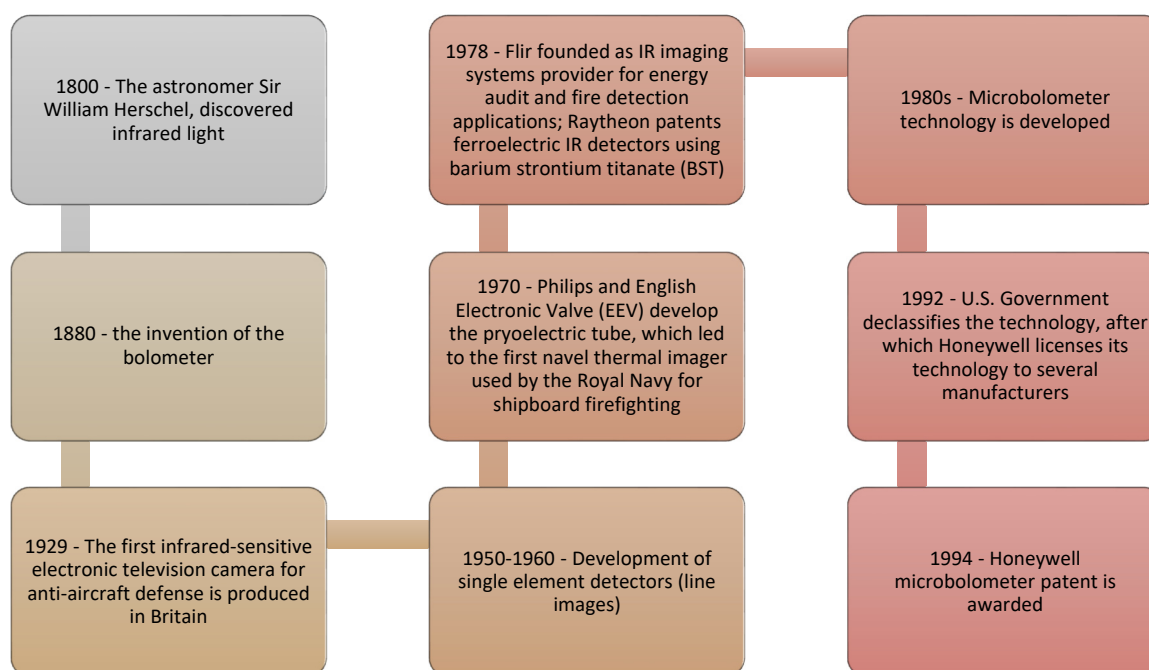 1800 - The astronomer Sir
William Herschel, discovered
infrared light
1880 - the invention of the
bolometer
1929 - The first infrared-sensitive
electronic television camera for
anti-aircraft defense is produced
in Britain
1950-1960 - Development of
single element detectors (line
images)
1970 - Philips and English
Electronic Valve (EEV) develop
the pryoelectric tube, which led
to the first navel thermal imager
used by the Royal Navy for
shipboard firefighting
1978 - Flir founded as IR imaging
systems provider for energy
audit and fire detection
applications; Raytheon patents
ferroelectric IR detectors using
barium strontium titanate (BST)
1980s - Microbolometer
technology is developed
1992 - U.S. Government
declassifies the technology, after
which Honeywell licenses its
technology to several
manufacturers
1994 - Honeywell
microbolometer patent is
awarded